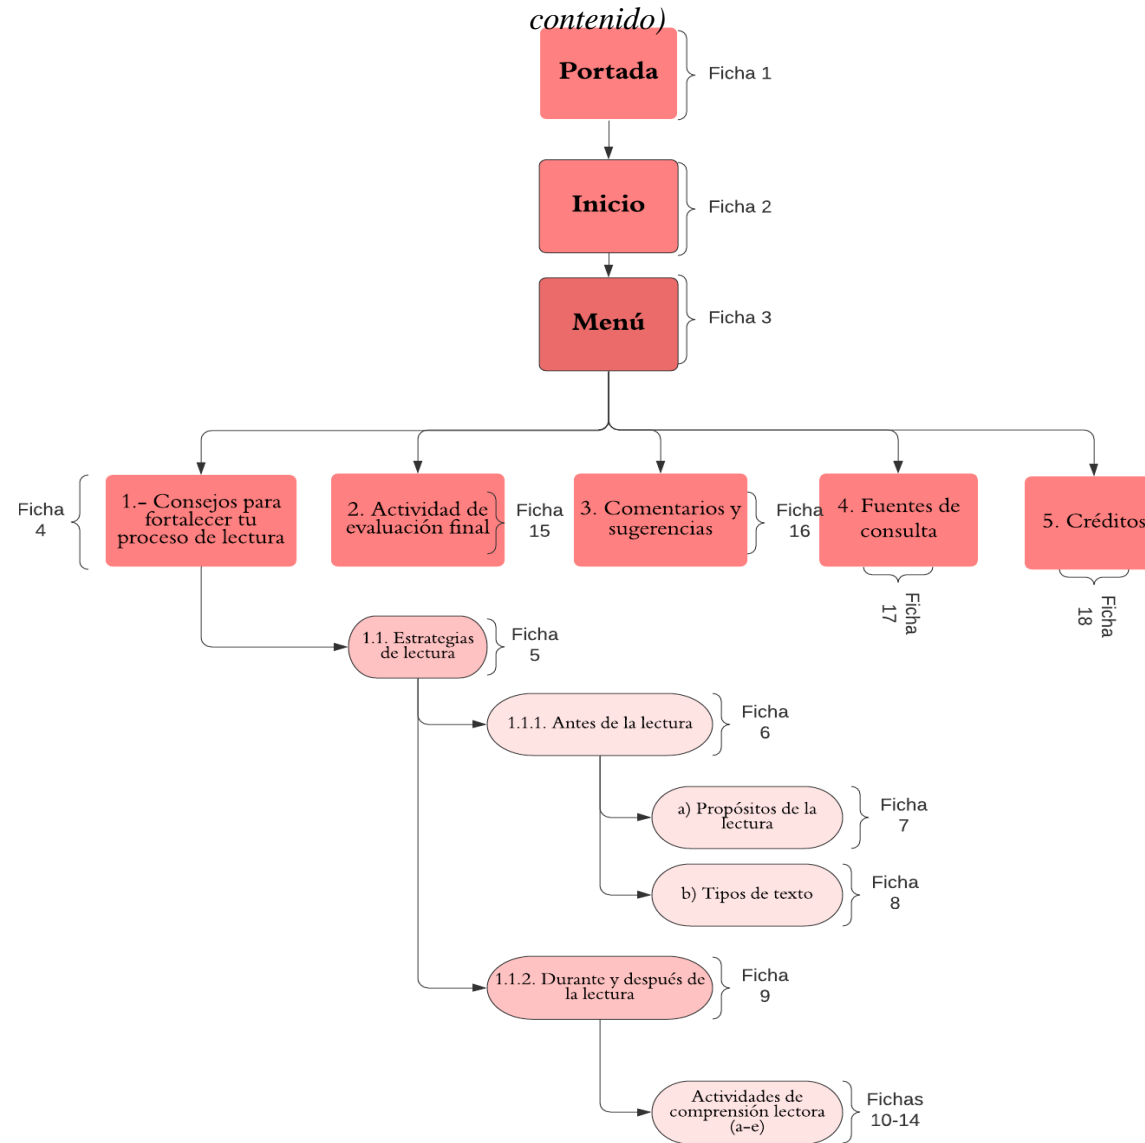 contenido)
Portada
Ficha 1
Inicio
Ficha 2
Menú
Ficha 3
Ficha
4
1.- Consejos para
fortalecer tu
proceso de lectura
2. Actividad de
evaluación final
Ficha
15
3. Comentarios y
sugerencias
Ficha
16
4. Fuentes de
consulta
Ficha
17
5. Créditos
Ficha
18
1.1. Estrategias
de lectura
Ficha
5
1.1.1. Antes de la lectura
Ficha
6
a) Propósitos de la
lectura
Ficha
7
b) Tipos de texto
Ficha
8
1.1.2. Durante y después de
la lectura
Ficha
9
Actividades de
comprensión lectora
(a-e)
Fichas
10-14